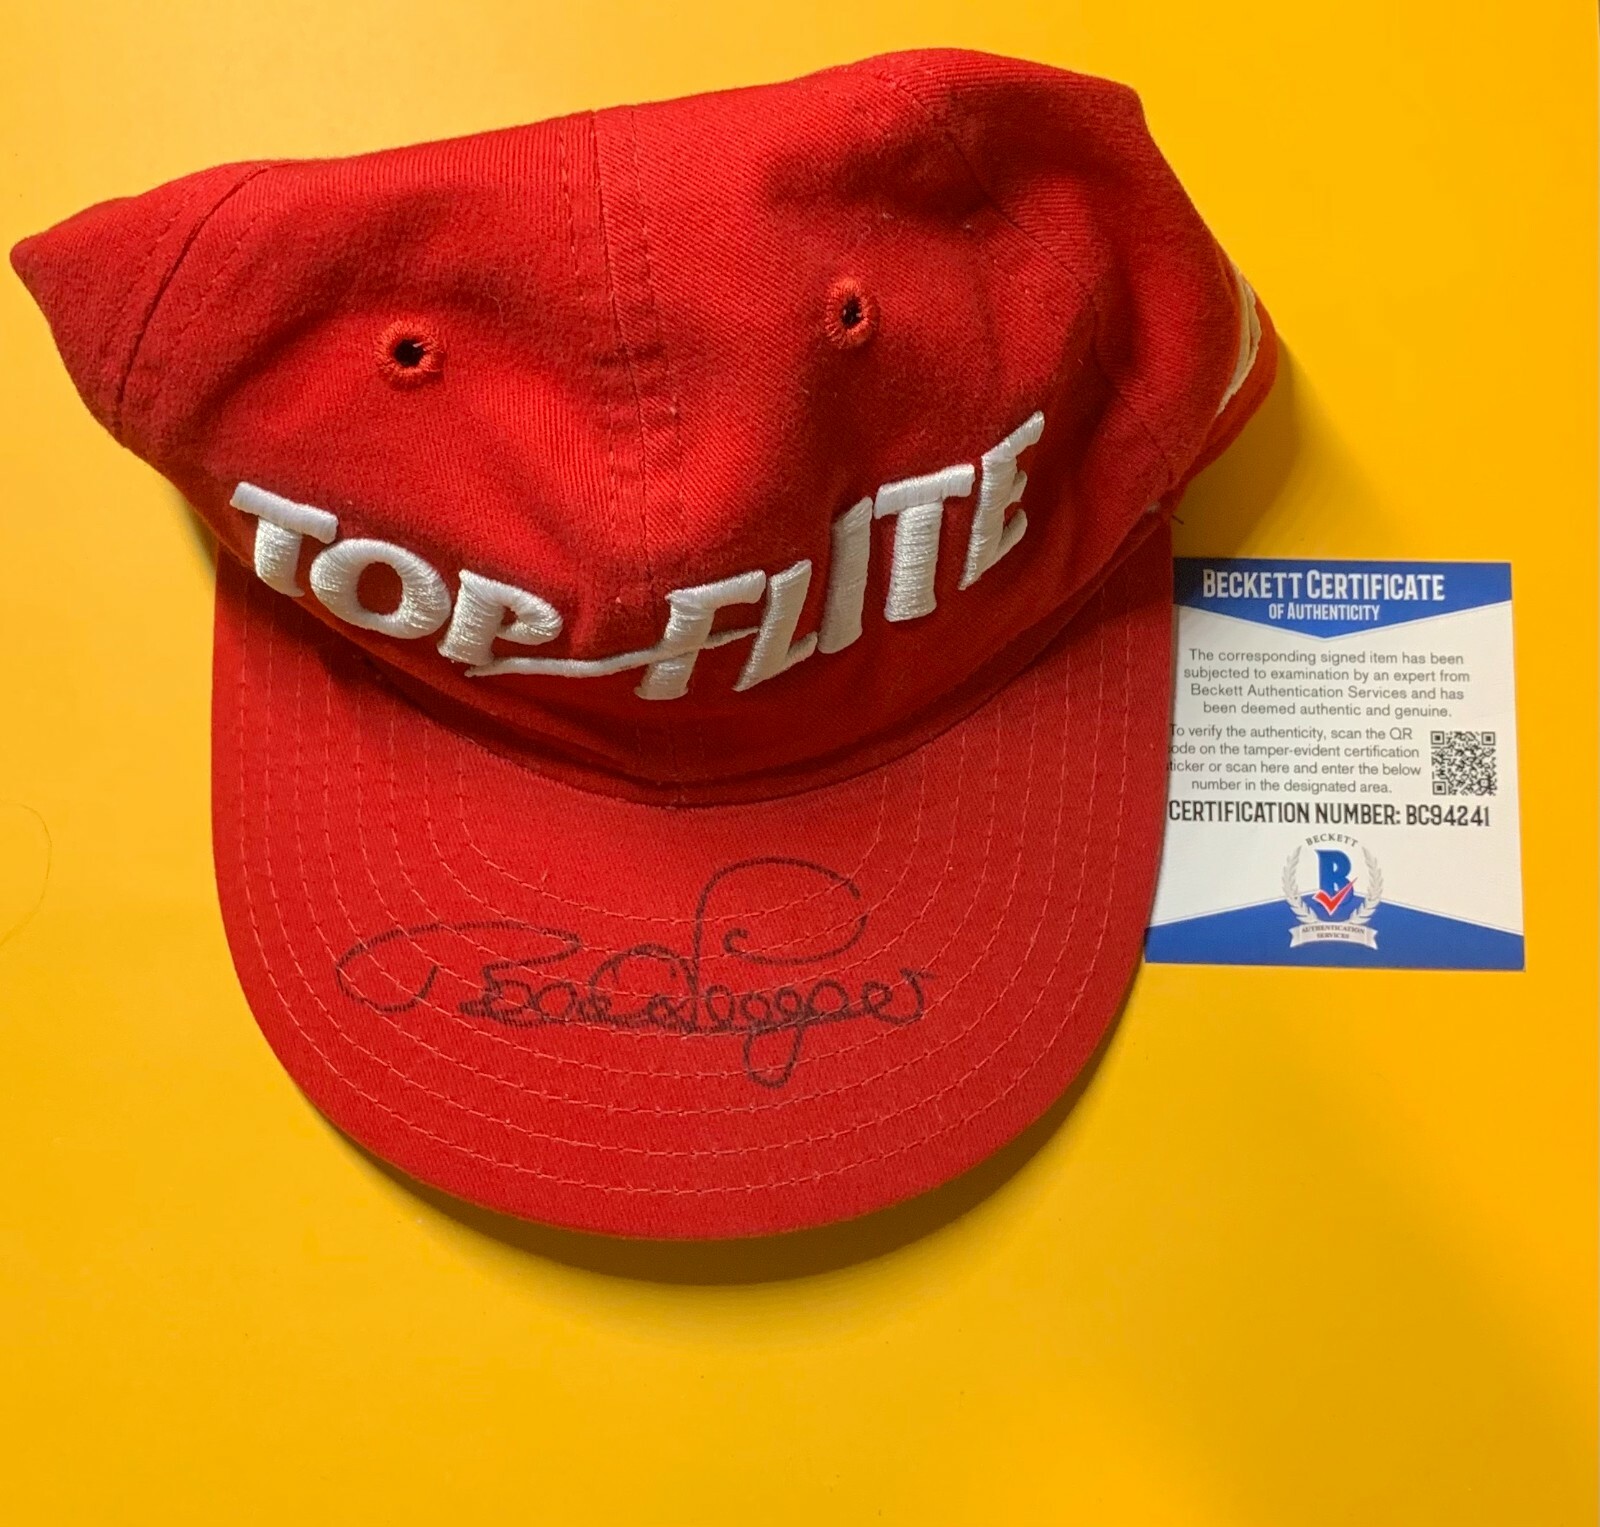 TOP FLITE
BECKETT CERTIFICATE
OF AUTHENTICITY
The corresponding signed item has been
subjected to examination by an expert from
Beckett Authentication Services and has
been deemed authentic and genuine.
To verify the authenticity, scan the QR
code on the tamper-evident certification
sticker or scan here and enter the below
number in the designated area.
CERTIFICATION NUMBER: BC94241
BECKETT
B
AUTHENTICATION
SERVICES